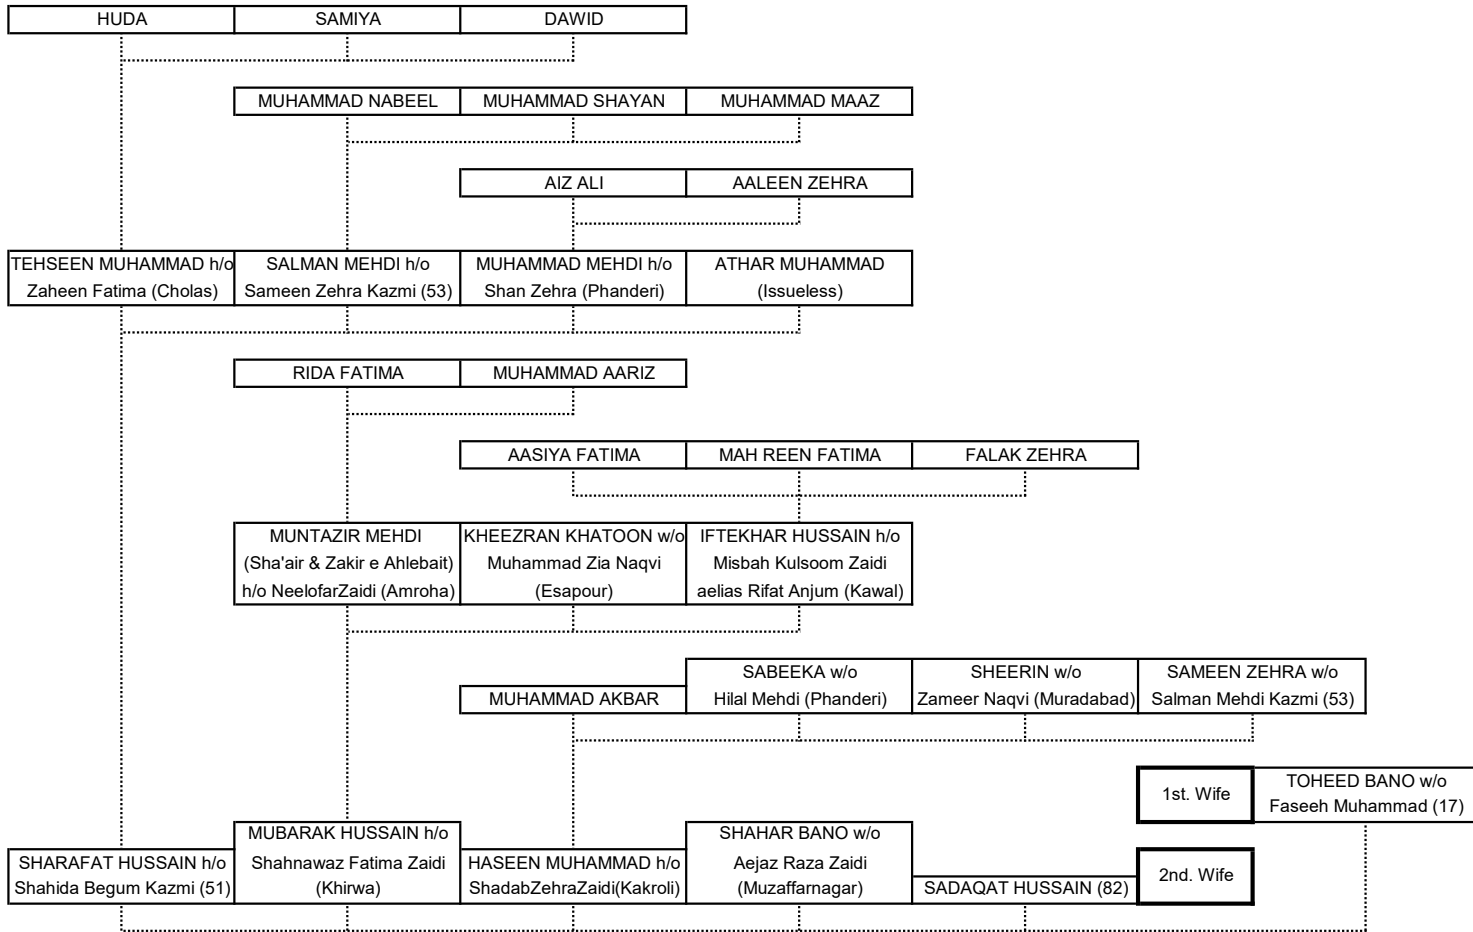 HUDA
SAMIYA
DAWID
MUHAMMAD NABEEL
MUHAMMAD SHAYAN
MUHAMMAD MAAZ
AIZ ALI
AALEEN ZEHRA
TEHSEEN MUHAMMAD h/o
Zaheen Fatima (Cholas)
SALMAN MEHDI h/o
Sameen Zehra Kazmi (53)
MUHAMMAD MEHDI h/o
Shan Zehra (Phanderi)
ATHAR MUHAMMAD
(Issueless)
RIDA FATIMA
MUHAMMAD AARIZ
AASIYA FATIMA
MAH REEN FATIMA
FALAK ZEHRA
MUNTAZIR MEHDI
(Sha'air & Zakir e Ahlebait)
h/o NeelofarZaidi (Amroha)
KHEEZRAN KHATOON w/o
Muhammad Zia Naqvi
(Esapour)
IFTEKHAR HUSSAIN h/o
Misbah Kulsoom Zaidi
aelias Rifat Anjum (Kawal)
MUHAMMAD AKBAR
SABEEKA w/o
Hilal Mehdi (Phanderi)
SHEERIN w/o
Zameer Naqvi (Muradabad)
SAMEEN ZEHRA w/o
Salman Mehdi Kazmi (53)
1st. Wife
TOHEED BANO w/o
Faseeh Muhammad (17)
SHARAFAT HUSSAIN h/o
Shahida Begum Kazmi (51)
MUBARAK HUSSAIN h/o
Shahnawaz Fatima Zaidi
(Khirwa)
HASEEN MUHAMMAD h/o
ShadabZehraZaidi(Kakroli)
SHAHAR BANO w/o
Aejaz Raza Zaidi
(Muzaffarnagar)
SADAQAT HUSSAIN (82)
2nd. Wife